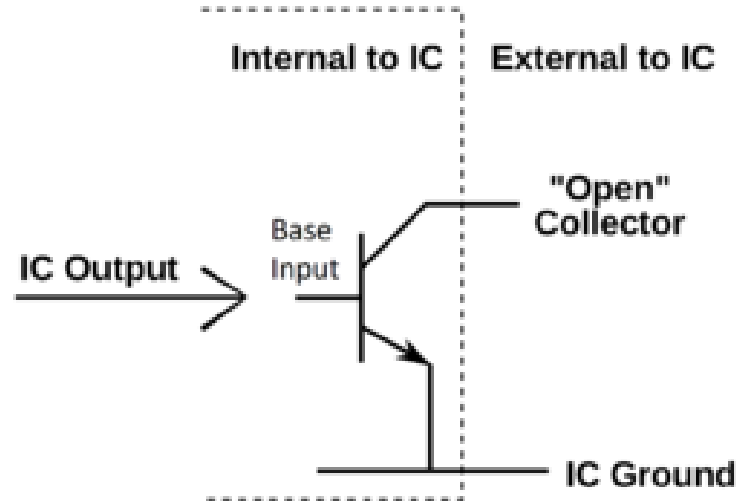 Internal to IC
External to IC
"Open"
Collector
Base
Input
IC Output
IC Ground